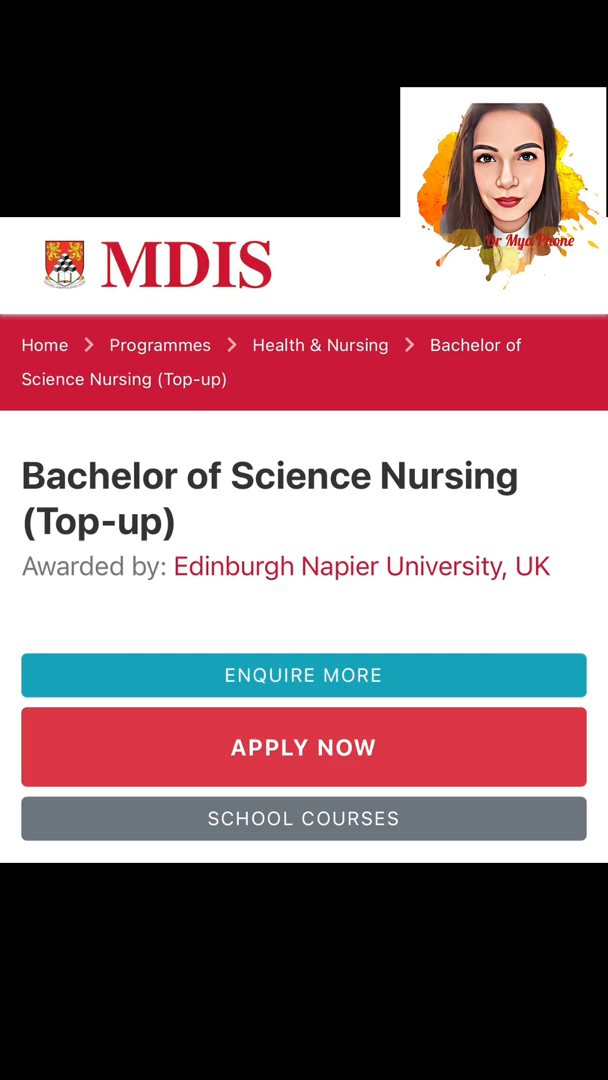 Dr Mya Phone
MDIS
Home > Programmes > Health & Nursing > Bachelor of
Science Nursing (Top-up)
Bachelor of Science Nursing
(Top-up)
Awarded by: Edinburgh Napier University, UK
ENQUIRE MORE
APPLY NOW
SCHOOL COURSES